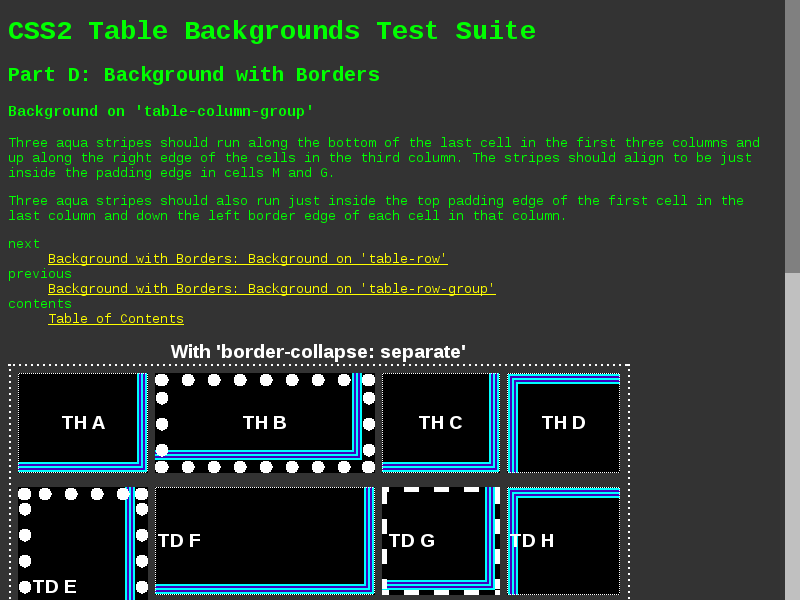 CSS2 Table Backgrounds Test Suite
Part D: Background with Borders
Background on 'table-column-group'
Three aqua stripes should run along the bottom of the last cell in the first three columns and
up along the right edge of the cells in the third column. The stripes should align to be just
inside the padding edge in cells M and G.
Three aqua stripes should also run just inside the top padding edge of the first cell in the
last column and down the left border edge of each cell in that column.
next
Background with Borders: Background on 'table-row'
previous
Background with Borders: Background on 'table-row-group'
contents
Table of Contents
With 'border-collapse: separate'
TH A TH B TH C TH D
TD F TD G TD H
TD E